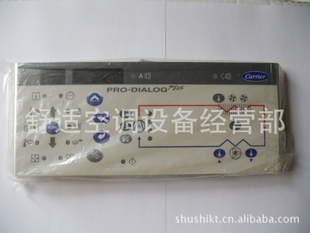 A
Carrier
PRO-DIALOG Plus
舒适空调设备经营部
shushikt.cn.alibaba.com